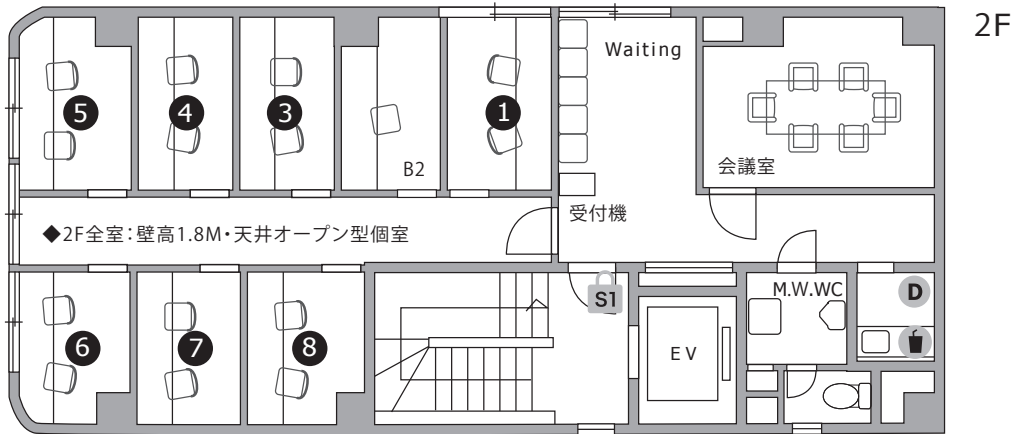 2F
Waiting
5
4
3
1
B2
会議室
受付機
◆2F全室：壁高1.8M・天井オープン型個室
S1
M.W.WC
D
6
7
8
EV